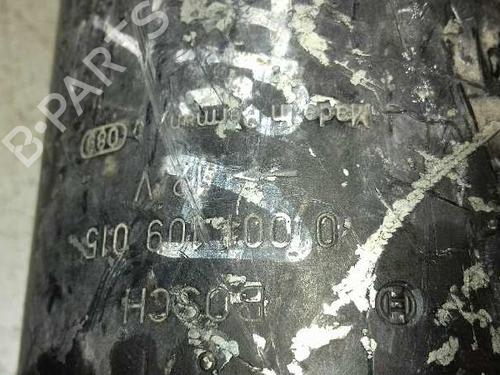 BOSCH
0 001 109 015
12 V
Made in Germany
B-PARTS